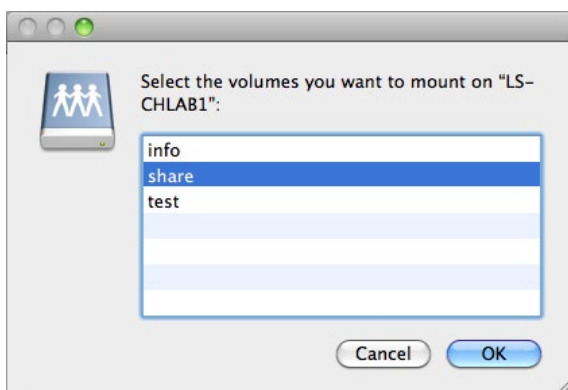 Select the volumes you want to mount on “LS-
CHLAB1”:
info
share
test
Cancel OK